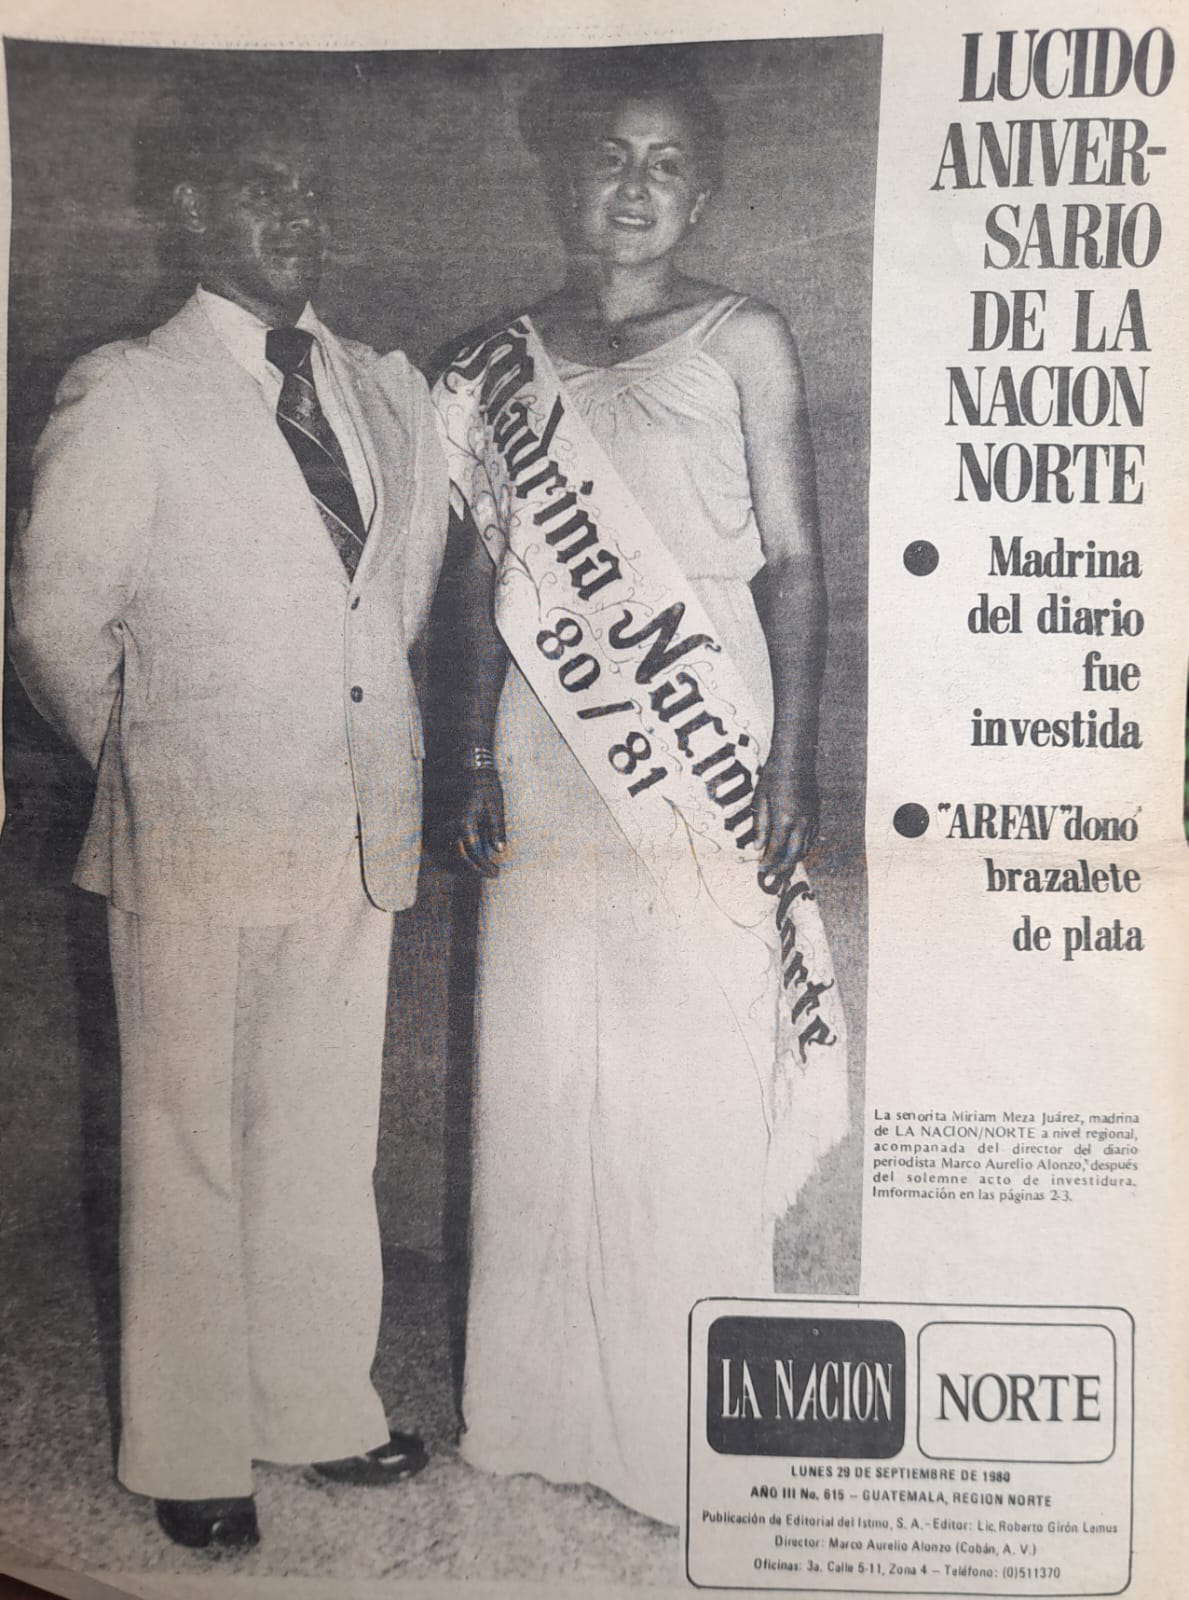 LUCIDO
ANIVER-
SARIO
DE LA
NACION
NORTE
● Madrina
del diario
fue
investida
● "ARFAV" donó
brazalete
de plata
Madrina Nacion Norte
80/81
La senorita Miriam Meza Juárez, madrina
de LA NACION/NORTE a nivel regional,
acompanada del director del diario
periodista Marco Aurelio Alonzo, después
del solemne acto de investidura.
Imformación en las páginas 2-3.
LA NACION NORTE
LUNES 29 DE SEPTIEMBRE DE 1980
AÑO III No. 615 – GUATEMALA, REGION NORTE
Publicación de Editorial del Istmo, S. A.-Editor: Lic. Roberto Girón Lemus
Director: Marco Aurelio Alonzo (Cobán, A. V.)
Oficinas: 3a. Calle 5-11, Zona 4 – Teléfono: (0)511370